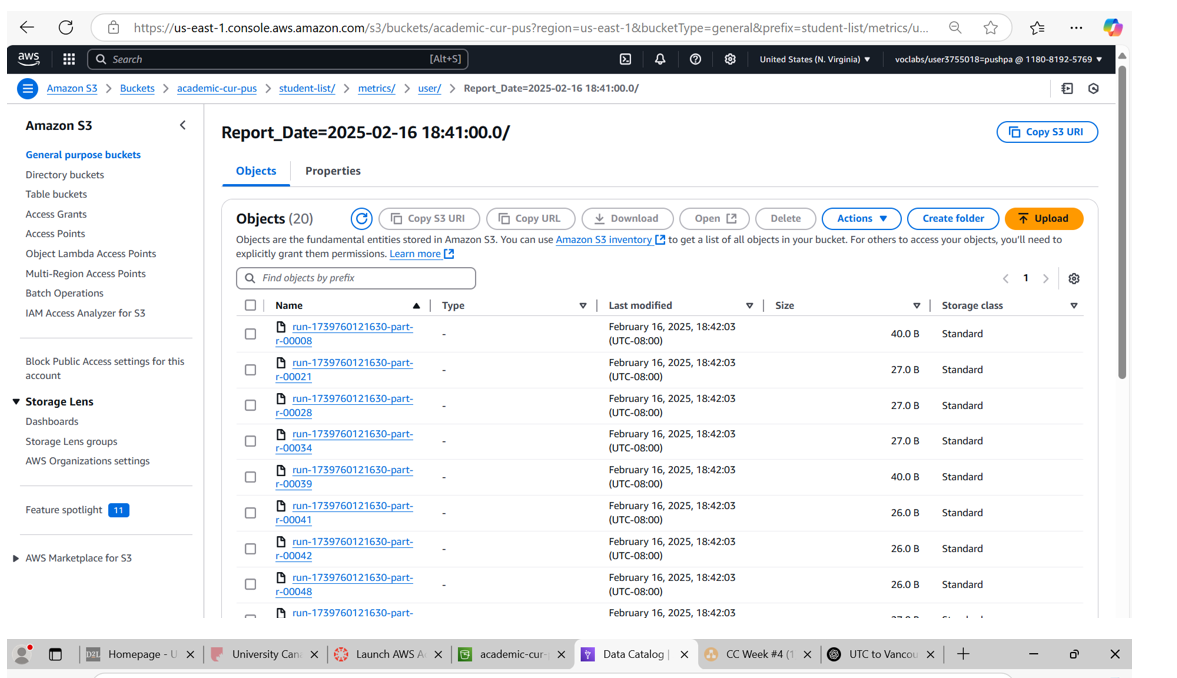 https://us-east-1.console.aws.amazon.com/s3/buckets/academic-cur-pus?region=us-east-1&bucketType=general&prefix=student-list/metrics/u...
aws Search [Alt+S] United States (N. Virginia) ▼ voclabs/user3755018=pushpa @ 1180-8192-5769 ▼
Amazon S3 > Buckets > academic-cur-pus > student-list/ > metrics/ > user/ > Report_Date=2025-02-16 18:41:00.0/
Amazon S3
General purpose buckets
Directory buckets
Table buckets
Access Grants
Access Points
Object Lambda Access Points
Multi-Region Access Points
Batch Operations
IAM Access Analyzer for S3
Block Public Access settings for this
account
Storage Lens
Dashboards
Storage Lens groups
AWS Organizations settings
Feature spotlight 11
AWS Marketplace for S3
Report_Date=2025-02-16 18:41:00.0/
Copy S3 URI
Objects Properties
Objects (20) Copy S3 URI Copy URL Download Open Delete Actions ▼ Create folder Upload
Objects are the fundamental entities stored in Amazon S3. You can use Amazon S3 inventory to get a list of all objects in your bucket. For others to access your objects, you'll need to
explicitly grant them permissions. Learn more
Find objects by prefix
< 1 >
Name Type Last modified Size Storage class
run-1739760121630-part-
r-00008 - February 16, 2025, 18:42:03
(UTC-08:00) 40.0 B Standard
run-1739760121630-part-
r-00021 - February 16, 2025, 18:42:03
(UTC-08:00) 27.0 B Standard
run-1739760121630-part-
r-00028 - February 16, 2025, 18:42:03
(UTC-08:00) 27.0 B Standard
run-1739760121630-part-
r-00034 - February 16, 2025, 18:42:03
(UTC-08:00) 27.0 B Standard
run-1739760121630-part-
r-00039 - February 16, 2025, 18:42:03
(UTC-08:00) 40.0 B Standard
run-1739760121630-part-
r-00041 - February 16, 2025, 18:42:03
(UTC-08:00) 26.0 B Standard
run-1739760121630-part-
r-00042 - February 16, 2025, 18:42:03
(UTC-08:00) 26.0 B Standard
run-1739760121630-part-
r-00048 - February 16, 2025, 18:42:03
(UTC-08:00) 26.0 B Standard
run-1739760121630-part- February 16, 2025, 18:42:03
D2L Homepage - U University Can Launch AWS A academic-cur- Data Catalog | CC Week #4 (1 UTC to Vancou